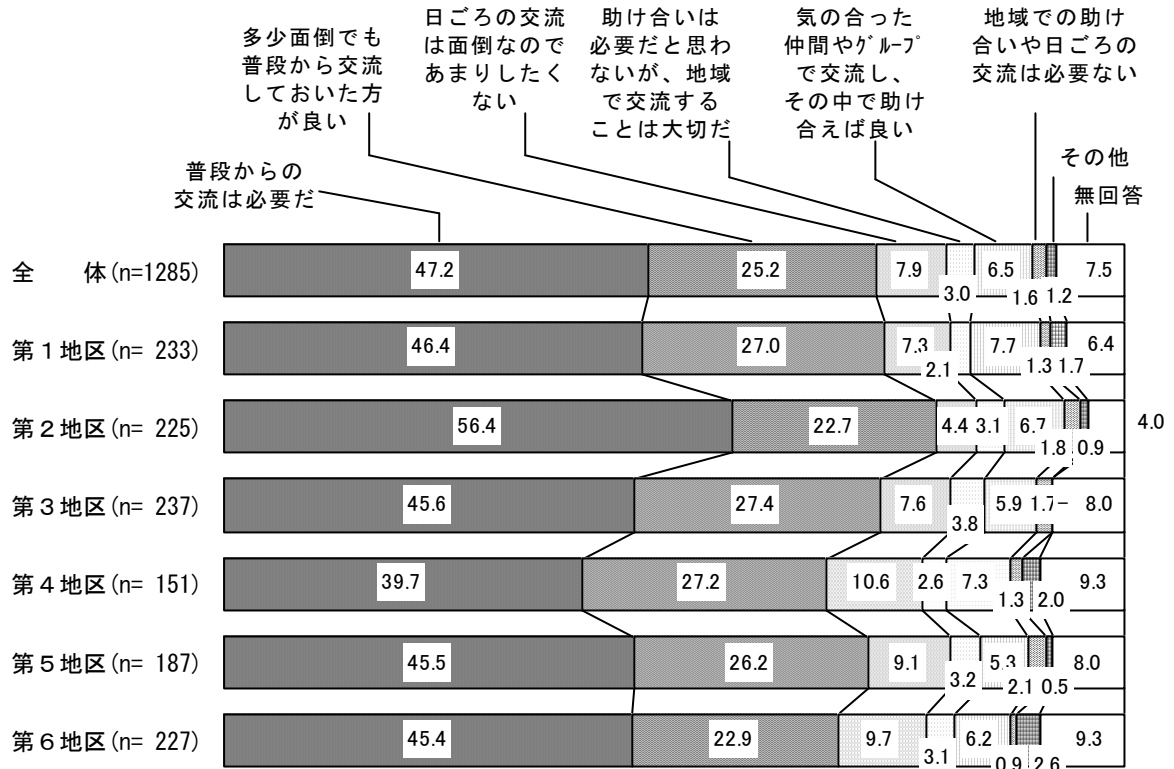 多少面倒でも
普段から交流
しておいた方
が良い
日ごろの交流
は面倒なので
あまりしたく
ない
助け合いは
必要だと思わ
ないが、地域
で交流する
ことは大切だ
気の合った
仲間やｸﾞﾙｰﾌﾟ
で交流し、
その中で助け
合えば良い
地域での助け
合いや日ごろの
交流は必要ない
普段からの
交流は必要だ
その他
無回答
全　　体(n=1285) 47.2 25.2 7.9 3.0 6.5 1.6 1.2 7.5
第１地区(n= 233) 46.4 27.0 7.3 2.1 7.7 1.3 1.7 6.4
第２地区(n= 225) 56.4 22.7 4.4 3.1 6.7 1.8 0.9 4.0
第３地区(n= 237) 45.6 27.4 7.6 3.8 5.9 1.7 － 8.0
第４地区(n= 151) 39.7 27.2 10.6 2.6 7.3 1.3 2.0 9.3
第５地区(n= 187) 45.5 26.2 9.1 3.2 5.3 2.1 0.5 8.0
第６地区(n= 227) 45.4 22.9 9.7 3.1 6.2 0.9 2.6 9.3